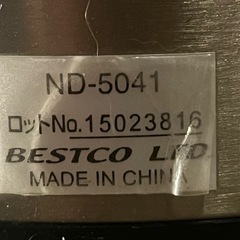 ND-5041
ロットNo.15023816
BESTCO LTD.
MADE IN CHINA